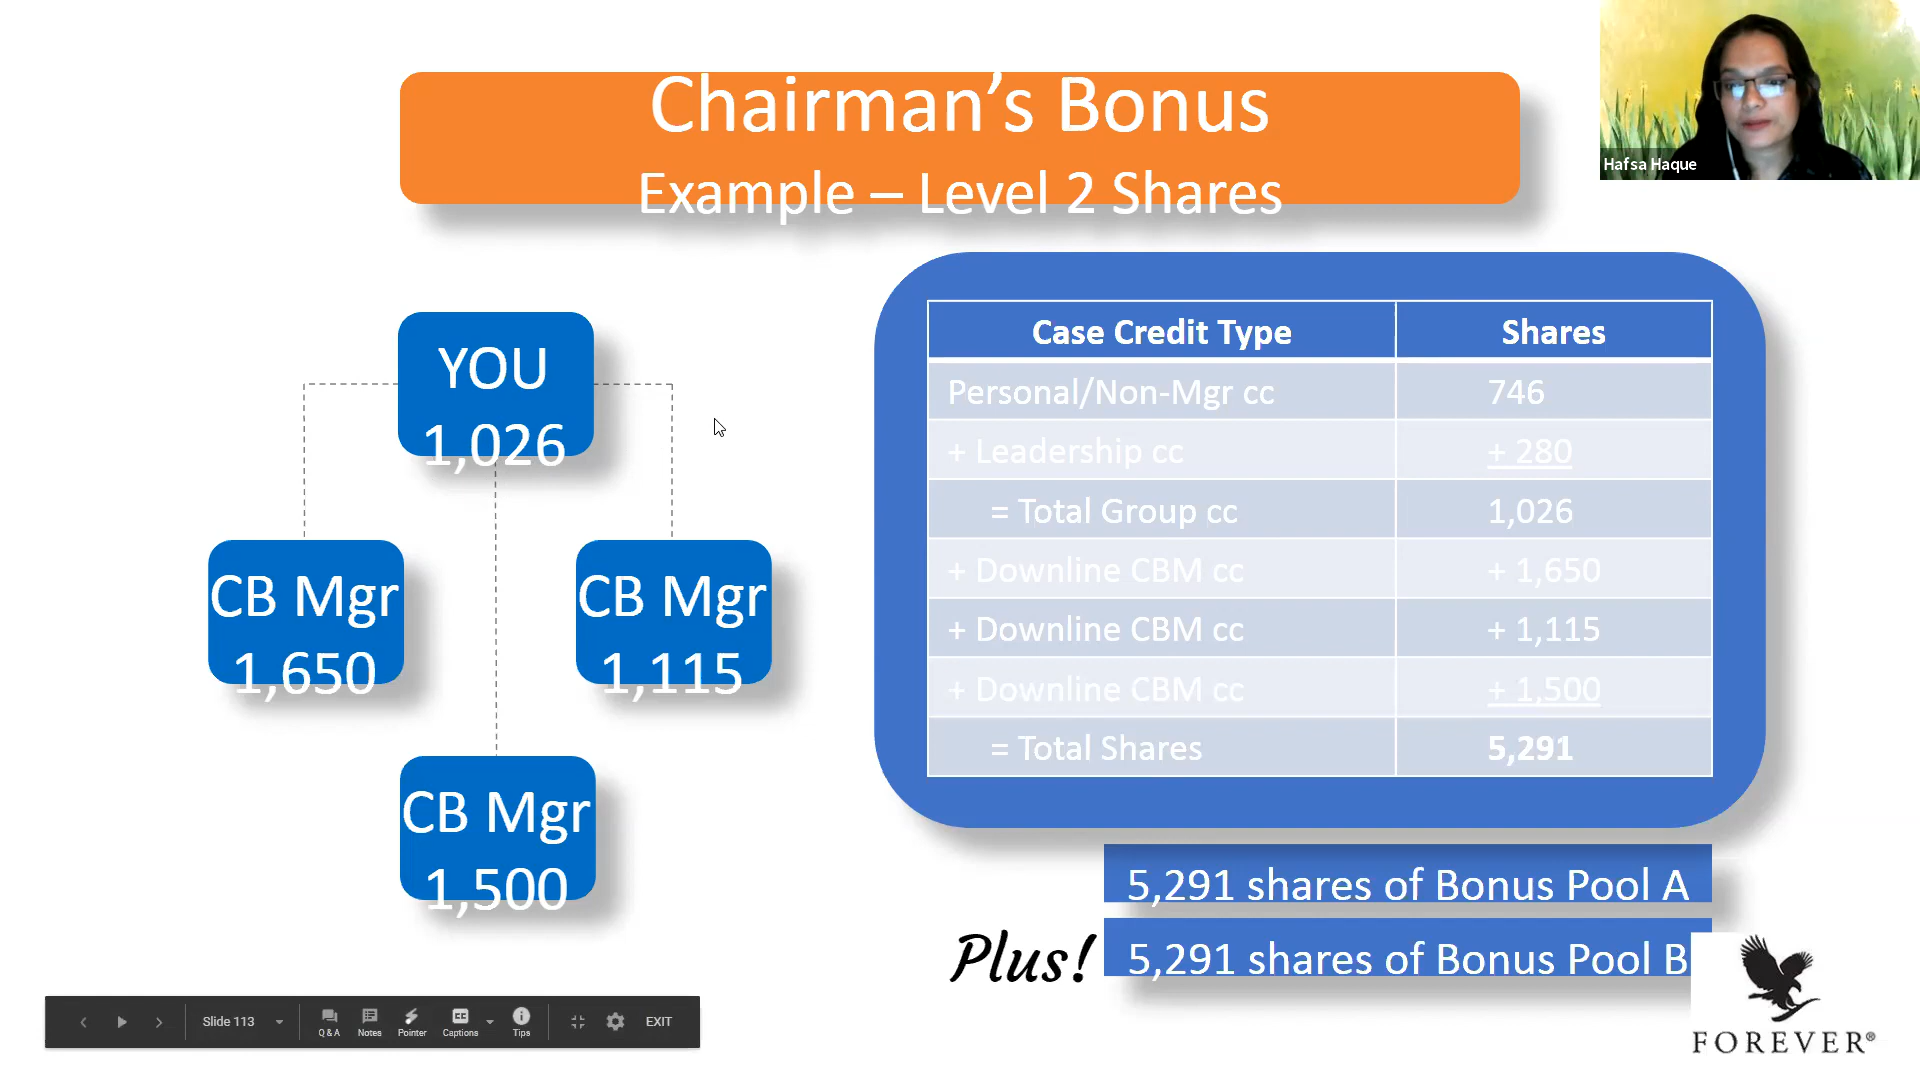 Chairman's Bonus
Example – Level 2 Shares
Hafsa Haque
YOU
1,026
CB Mgr
1,650
CB Mgr
1,115
CB Mgr
1,500
Case Credit Type Shares
Personal/Non-Mgr cc 746
+ Leadership cc + 280
= Total Group cc 1,026
+ Downline CBM cc + 1,650
+ Downline CBM cc + 1,115
+ Downline CBM cc + 1,500
= Total Shares 5,291
5,291 shares of Bonus Pool A
Plus! 5,291 shares of Bonus Pool B
FOREVER®
Slide 113
Q & A Notes Pointer CC Captions Tips EXIT